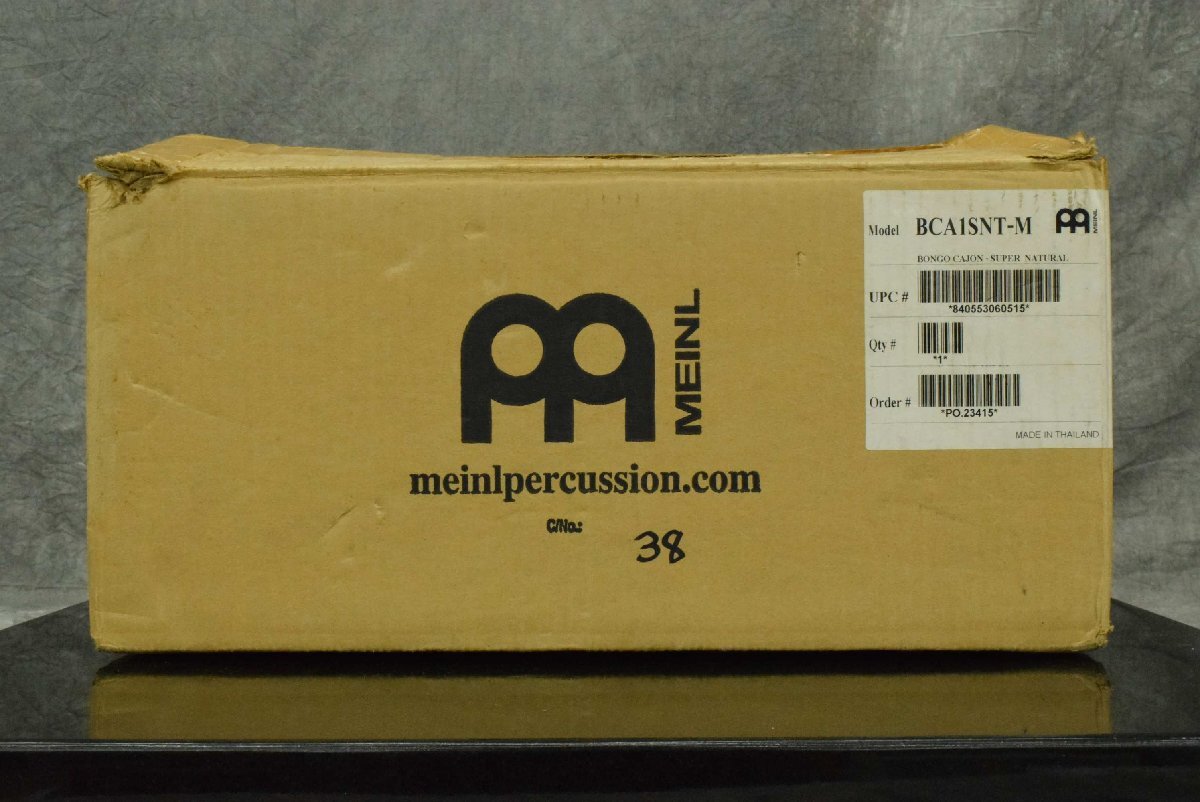 MEINL
meinlpercussion.com
C/No.:
38
Model BCA1SNT-M MEINL
BONGO CAJON - SUPER NATURAL
UPC #
*840553060515*
Qty #
*1*
Order #
*PO.23415*
MADE IN THAILAND